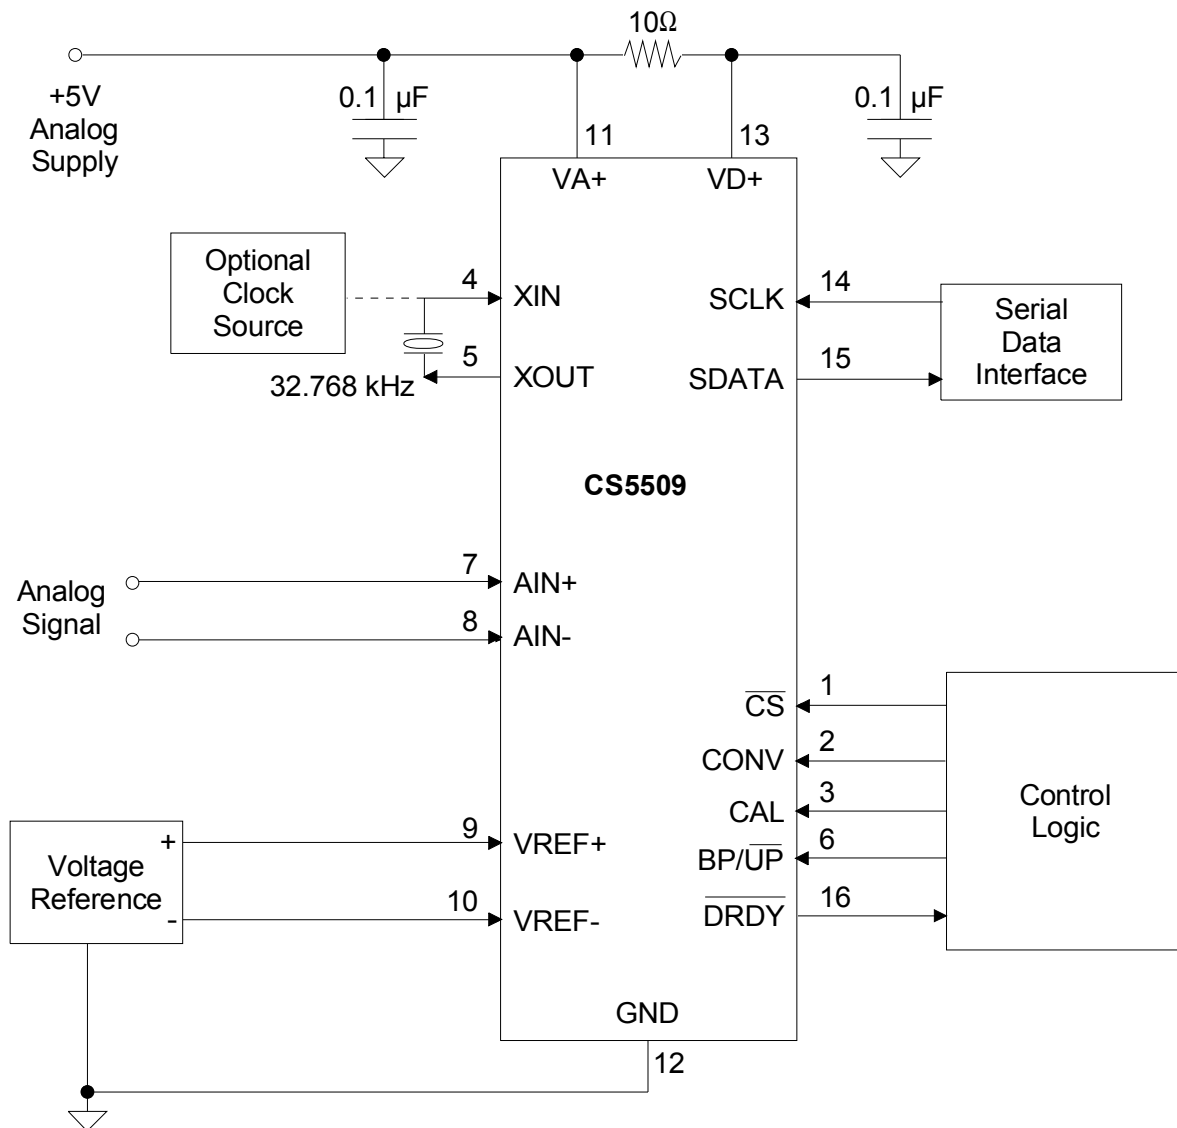 10Ω
+5V
Analog
Supply
0.1 µF
0.1 µF
11
13
VA+
VD+
Optional
Clock
Source
4
XIN
5
XOUT
32.768 kHz
SCLK
14
SDATA
15
Serial
Data
Interface
CS5509
Analog
Signal
7
AIN+
8
AIN-
CS
1
CONV
2
CAL
3
BP/UP
6
DRDY
16
Control
Logic
Voltage
Reference
+
-
9
VREF+
10
VREF-
GND
12